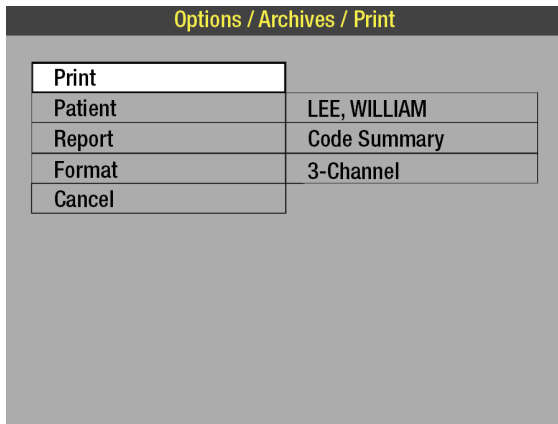 Options / Archives / Print
Print
Patient LEE, WILLIAM
Report Code Summary
Format 3-Channel
Cancel